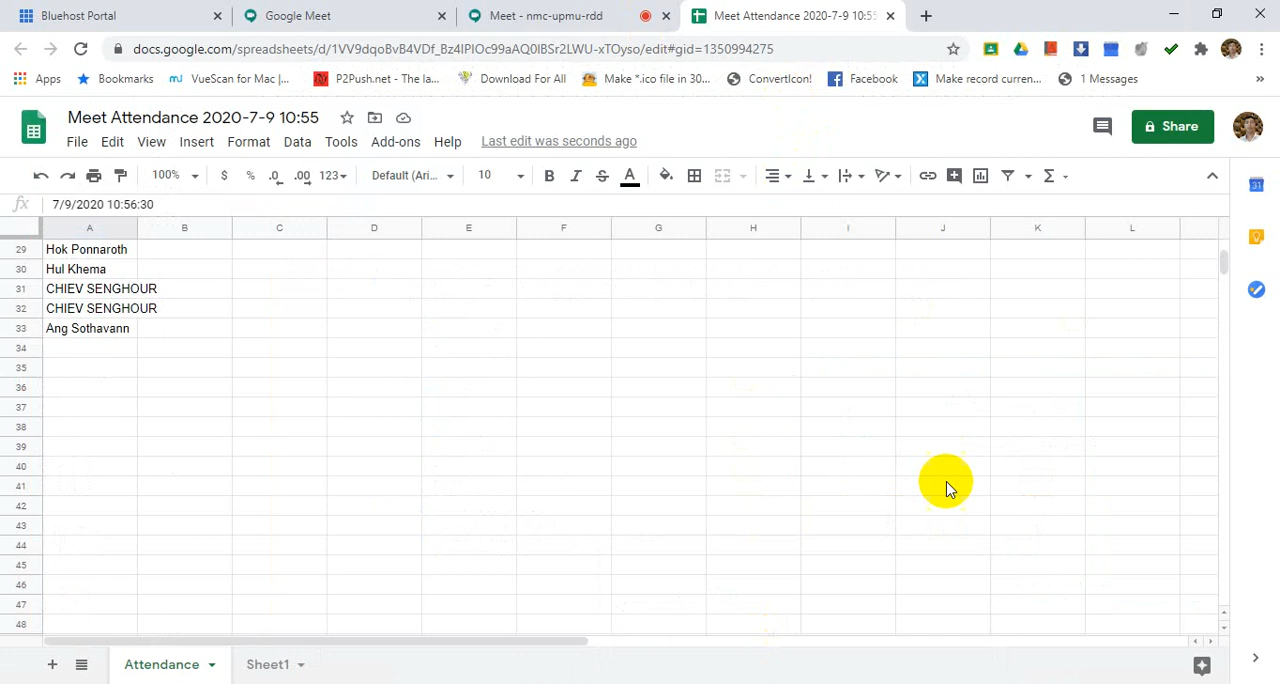 Bluehost Portal
Google Meet
Meet - nmc-upmu-rdd
Meet Attendance 2020-7-9 10:55
docs.google.com/spreadsheets/d/1VV9dqoBvB4VDf_Bz4lPlOc99aAQ0lBSr2LWU-xTOyso/edit#gid=1350994275
Apps Bookmarks VueScan for Mac |... P2Push.net - The la... Download For All Make *.ico file in 30... ConvertIcon! Facebook Make record curren... 1 Messages »
Meet Attendance 2020-7-9 10:55
Share
File Edit View Insert Format Data Tools Add-ons Help Last edit was seconds ago
100% $ % .0 .00 123 Default (Ari... 10 B I S A
fx 7/9/2020 10:56:30
A B C D E F G H I J K L
29 Hok Ponnaroth
30 Hul Khema
31 CHIEV SENGHOUR
32 CHIEV SENGHOUR
33 Ang Sothavann
34
35
36
37
38
39
40
41
42
43
44
45
46
47
48
Attendance Sheet1